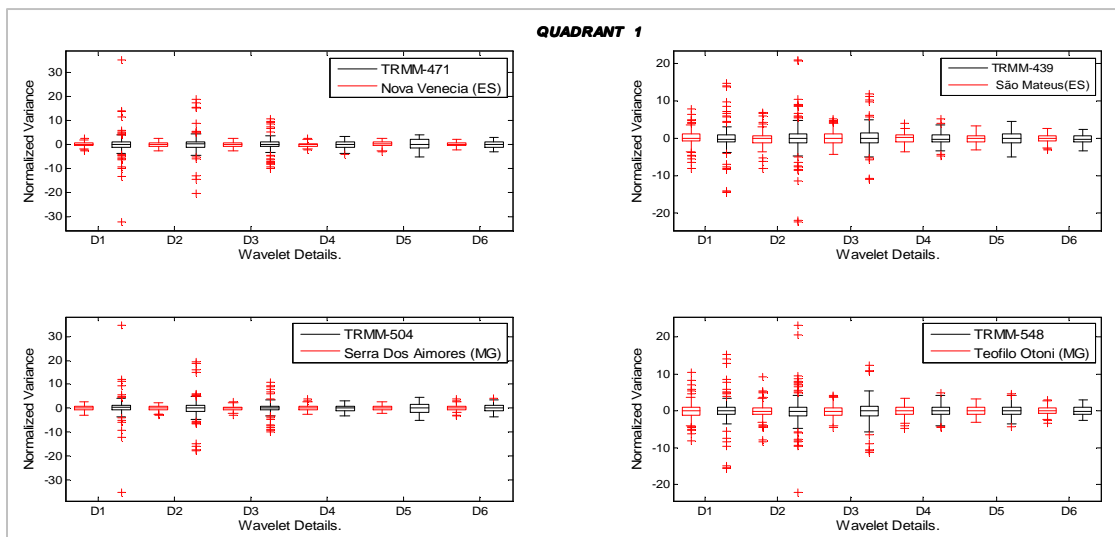 QUADRANT 1
TRMM-471
Nova Venecia (ES)
30
20
10
0
-10
-20
-30
Normalized Variance
D1 D2 D3 D4 D5 D6
Wavelet Details.
TRMM-439
São Mateus(ES)
20
10
0
-10
-20
Normalized Variance
D1 D2 D3 D4 D5 D6
Wavelet Details.
TRMM-504
Serra Dos Aimores (MG)
30
20
10
0
-10
-20
-30
Normalized Variance
D1 D2 D3 D4 D5 D6
Wavelet Details.
TRMM-548
Teofilo Otoni (MG)
20
10
0
-10
-20
Normalized Variance
D1 D2 D3 D4 D5 D6
Wavelet Details.